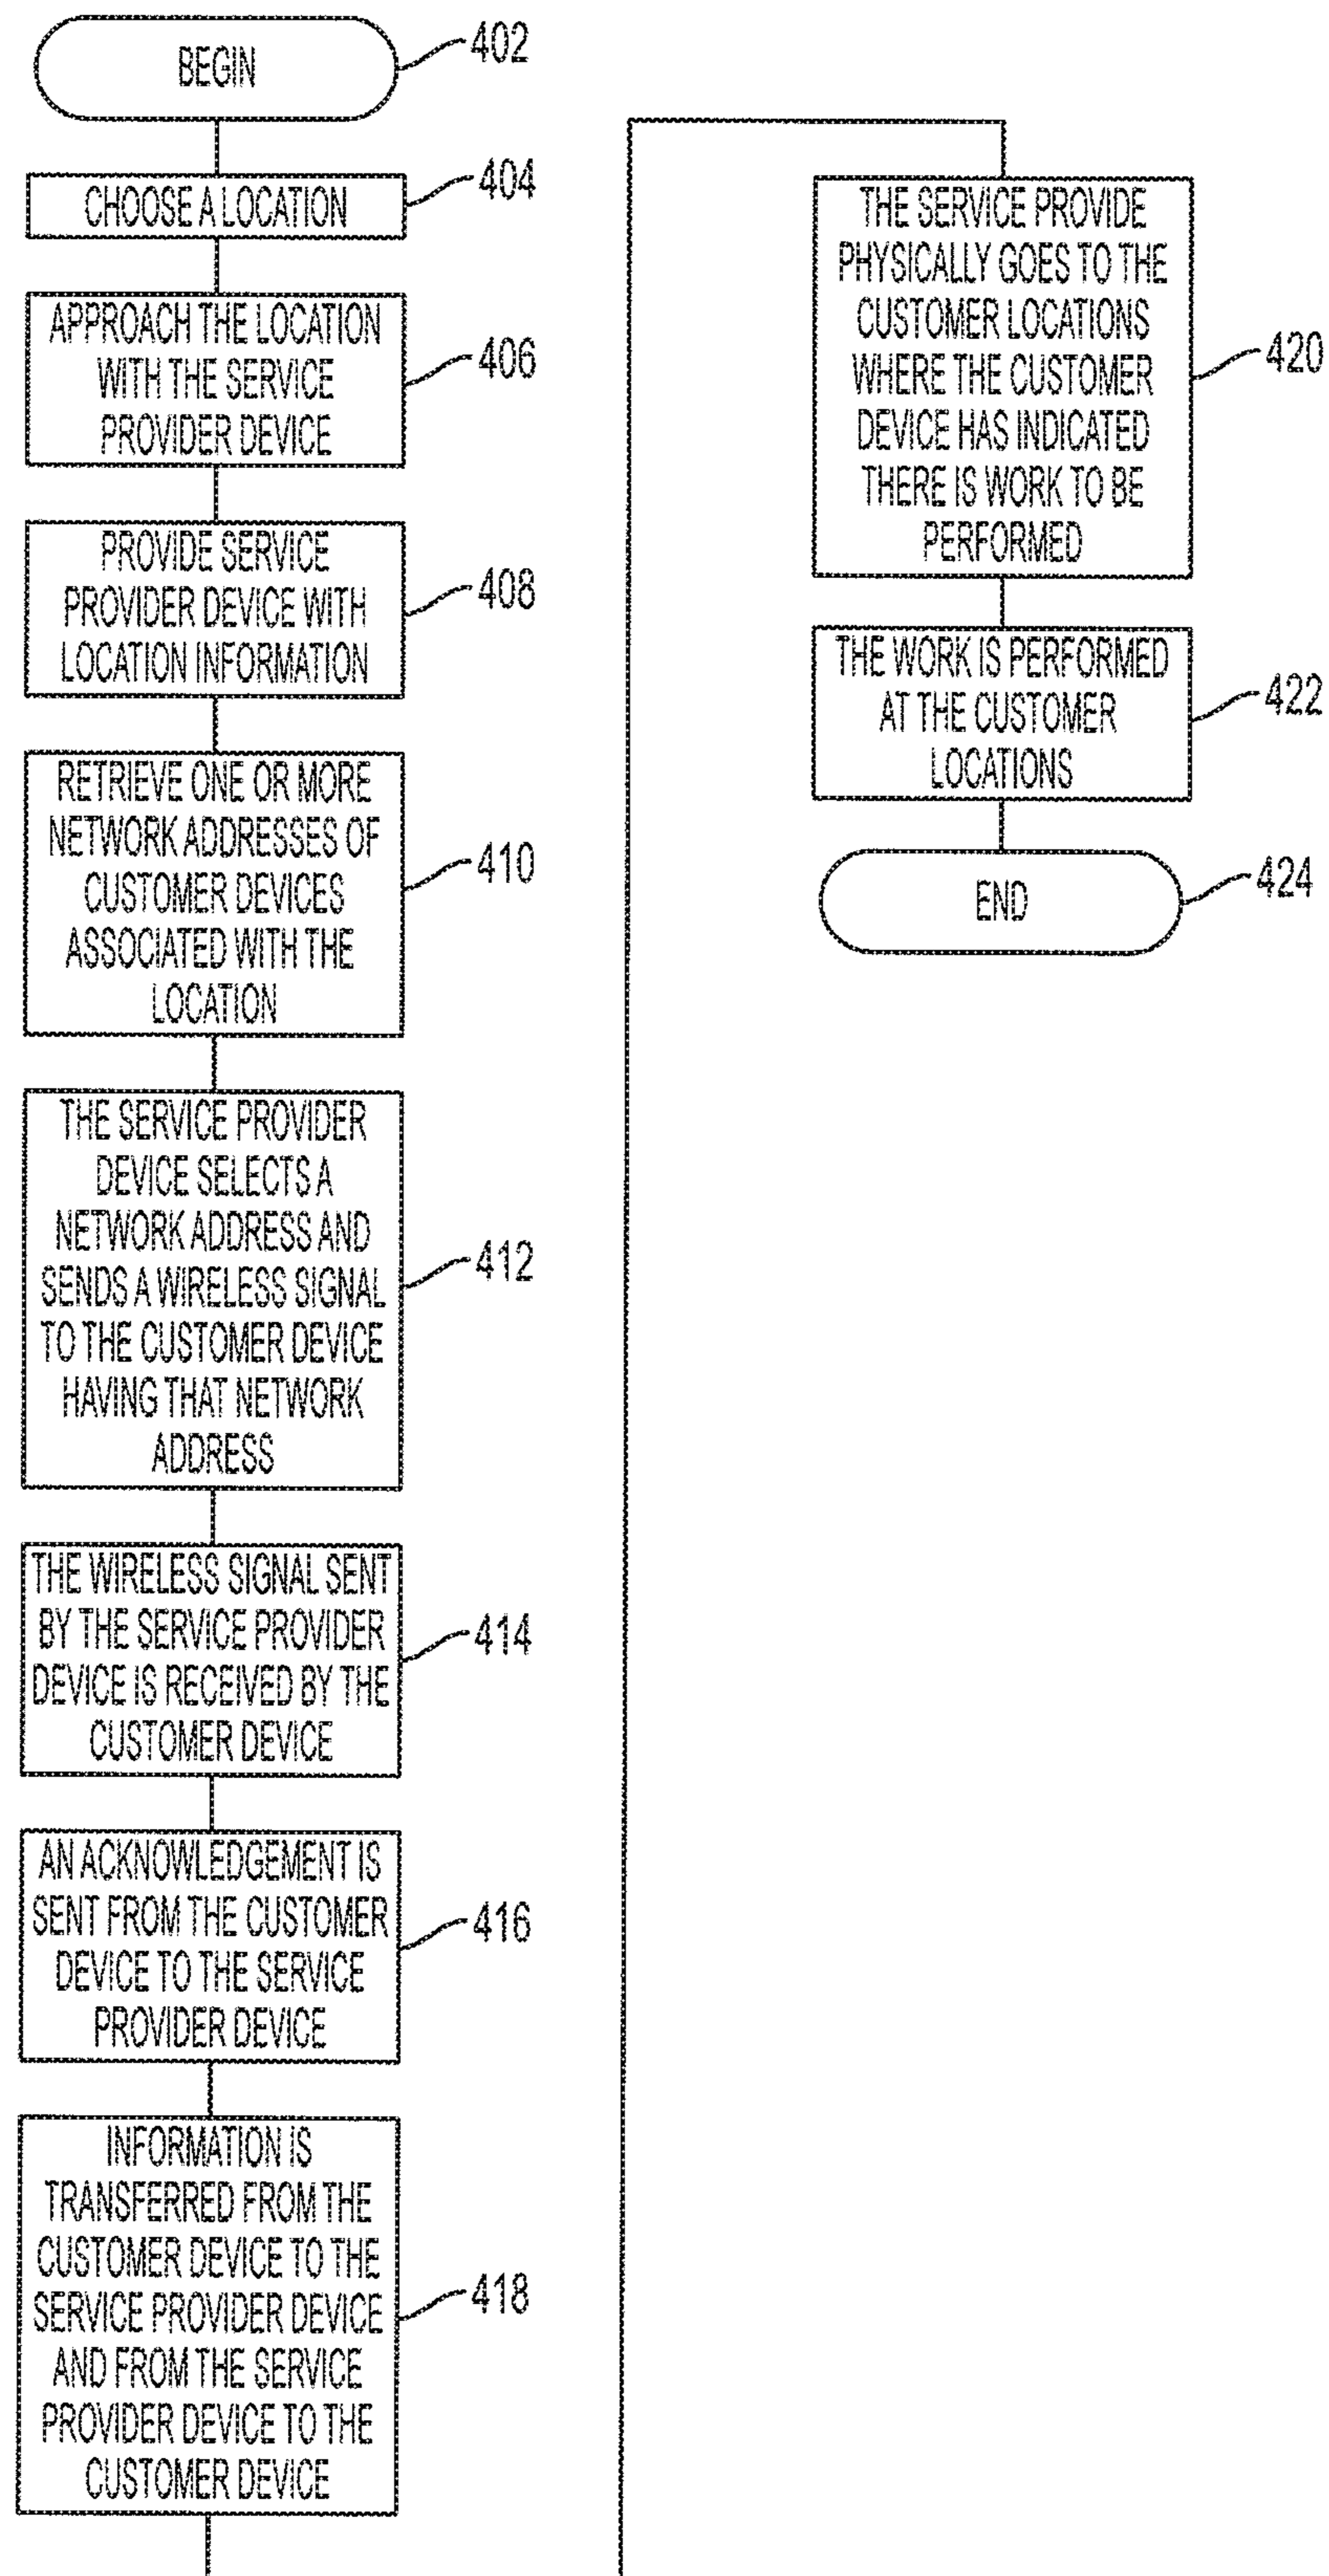 BEGIN
402
CHOOSE A LOCATION
404
APPROACH THE LOCATION
WITH THE SERVICE
PROVIDER DEVICE
406
PROVIDE SERVICE
PROVIDER DEVICE WITH
LOCATION INFORMATION
408
RETRIEVE ONE OR MORE
NETWORK ADDRESSES OF
CUSTOMER DEVICES
ASSOCIATED WITH THE
LOCATION
410
THE SERVICE PROVIDER
DEVICE SELECTS A
NETWORK ADDRESS AND
SENDS A WIRELESS SIGNAL
TO THE CUSTOMER DEVICE
HAVING THAT NETWORK
ADDRESS
412
THE WIRELESS SIGNAL SENT
BY THE SERVICE PROVIDER
DEVICE IS RECEIVED BY THE
CUSTOMER DEVICE
414
AN ACKNOWLEDGEMENT IS
SENT FROM THE CUSTOMER
DEVICE TO THE SERVICE
PROVIDER DEVICE
416
INFORMATION IS
TRANSFERRED FROM THE
CUSTOMER DEVICE TO THE
SERVICE PROVIDER DEVICE
AND FROM THE SERVICE
PROVIDER DEVICE TO THE
CUSTOMER DEVICE
418
THE SERVICE PROVIDE
PHYSICALLY GOES TO THE
CUSTOMER LOCATIONS
WHERE THE CUSTOMER
DEVICE HAS INDICATED
THERE IS WORK TO BE
PERFORMED
420
THE WORK IS PERFORMED
AT THE CUSTOMER
LOCATIONS
422
END
424